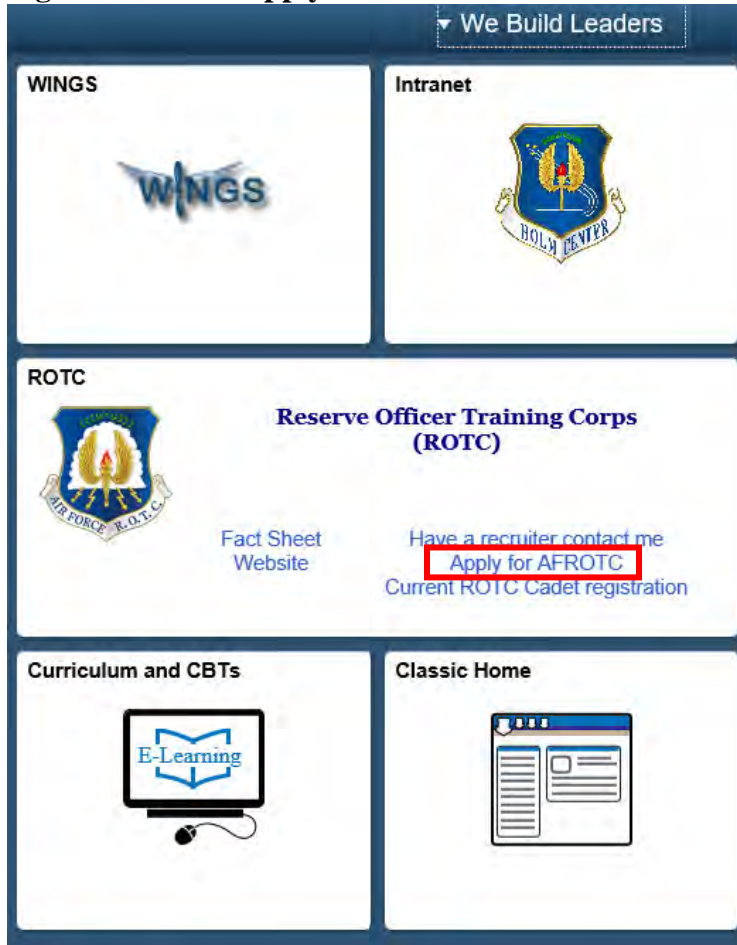 ▼ We Build Leaders
WINGS
Intranet
WINGS
HOLM CENTER
ROTC
Reserve Officer Training Corps
(ROTC)
AIR FORCE R.O.T.C.
Fact Sheet
Have a recruiter contact me
Website
Apply for AFROTC
Current ROTC Cadet registration
Curriculum and CBTs
Classic Home
E-Learning